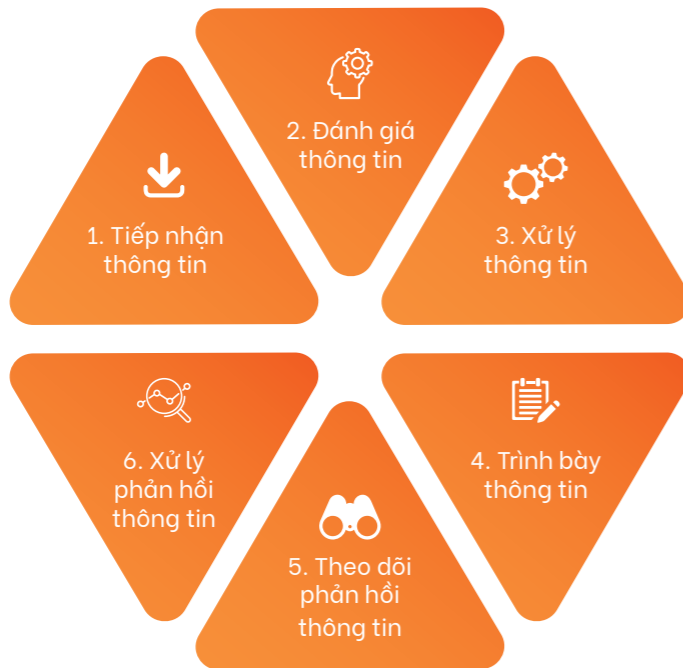 1. Tiếp nhận
thông tin
2. Đánh giá
thông tin
3. Xử lý
thông tin
4. Trình bày
thông tin
5. Theo dõi
phản hồi
thông tin
6. Xử lý
phản hồi
thông tin